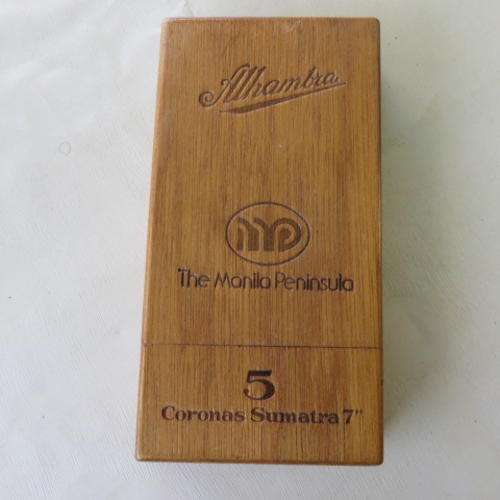 Alhambra
MP
The Manila Peninsula
5
Coronas Sumatra 7"